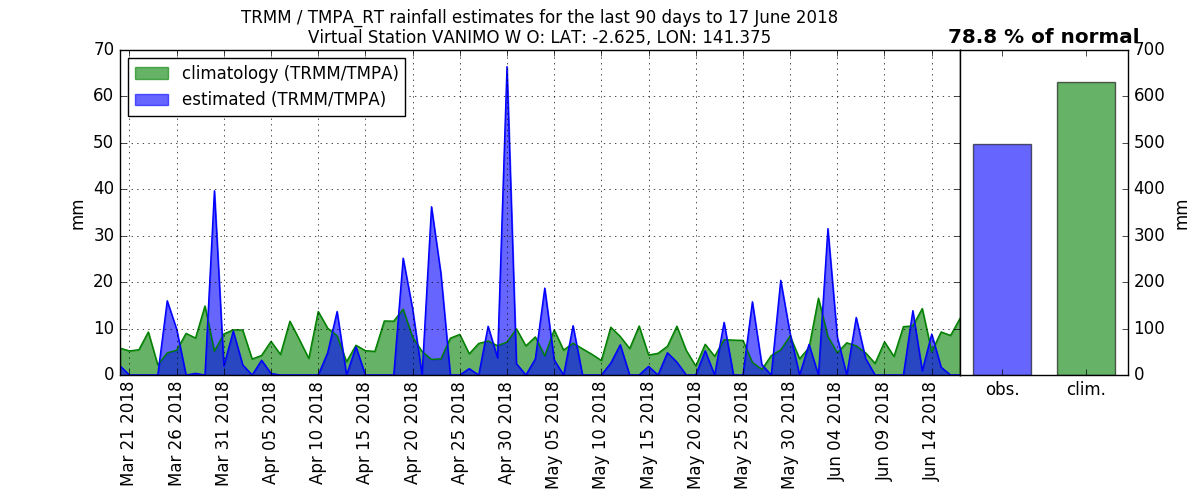 TRMM / TMPA_RT rainfall estimates for the last 90 days to 17 June 2018
Virtual Station VANIMO W O: LAT: -2.625, LON: 141.375
78.8 % of normal
climatology (TRMM/TMPA)
estimated (TRMM/TMPA)
70
60
50
40
30
20
10
0
mm
Mar 21 2018
Mar 26 2018
Mar 31 2018
Apr 05 2018
Apr 10 2018
Apr 15 2018
Apr 20 2018
Apr 25 2018
Apr 30 2018
May 05 2018
May 10 2018
May 15 2018
May 20 2018
May 25 2018
May 30 2018
Jun 04 2018
Jun 09 2018
Jun 14 2018
obs.
clim.
700
600
500
400
300
200
100
0
mm